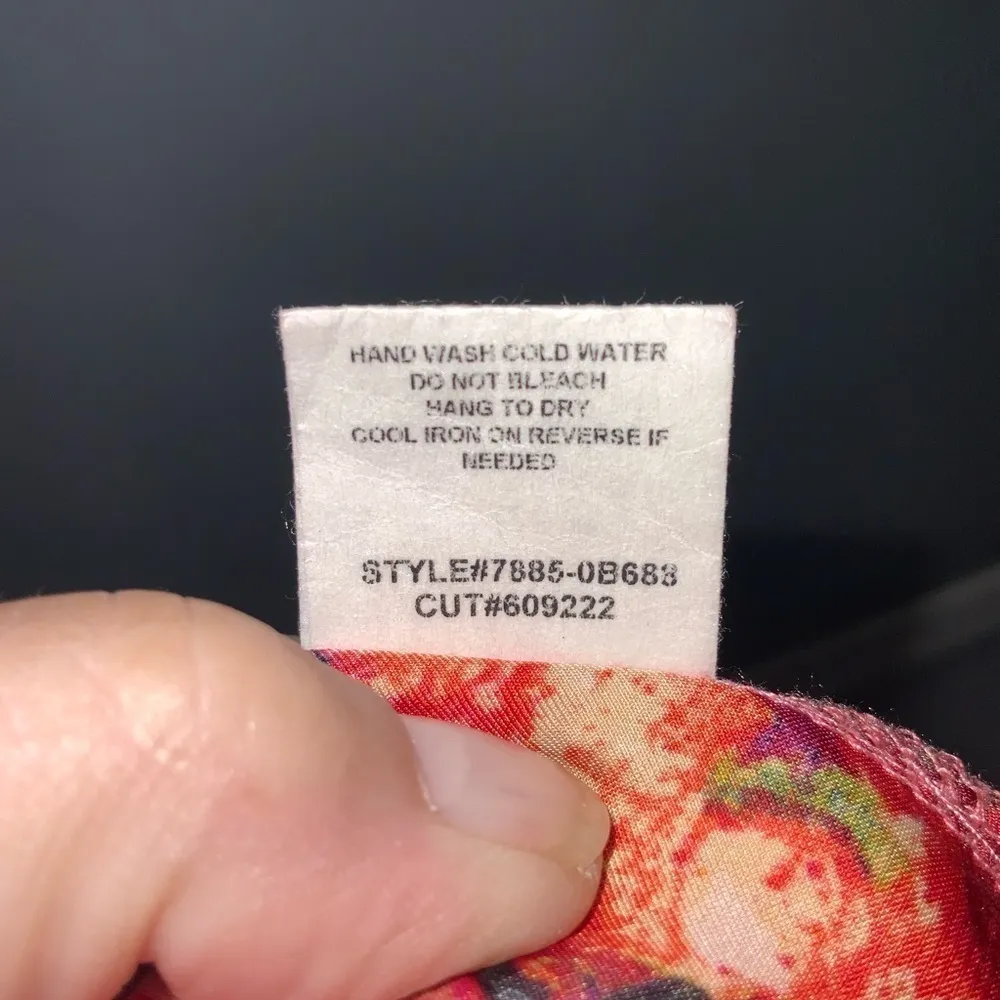 HAND WASH COLD WATER
DO NOT BLEACH
HANG TO DRY
COOL IRON ON REVERSE IF
NEEDED
STYLE#7885-0B688
CUT#609222